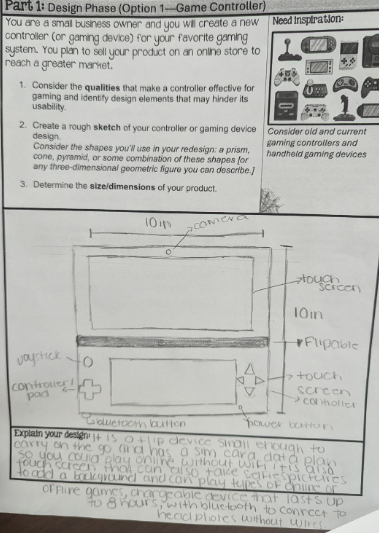 Part 1: Design Phase (Option 1—Game Controller)
You are a small business owner and you will create a new
controller (or gaming device) for your favorite gaming
system. You plan to sell your product on an online store to
reach a greater market.
1. Consider the qualities that make a controller effective for
gaming and identify design elements that may hinder its
usability.
2. Create a rough sketch of your controller or gaming device
design.
Consider the shapes you'll use in your redesign: a prism,
cone, pyramid, or some combination of these shapes [or
any three-dimensional geometric figure you can describe.]
3. Determine the size/dimensions of your product.
Need Inspiration:
Consider old and current
gaming controllers and
handheld gaming devices
10in
camera
touch
screen
10in
Flipable
joystick
controller
pad
touch
screen
controller
bluetooth button
power button
Explain your design: It is a flip device small enough to
carry on the go and has a sim card, data plan
so you could play online without wifi, it is still
touch screen that can also take selfies pictures
to add a background and can play types of online or
offline games, chargeable device that lasts up
to 8 hours, with bluetooth to connect to
headphones without wires